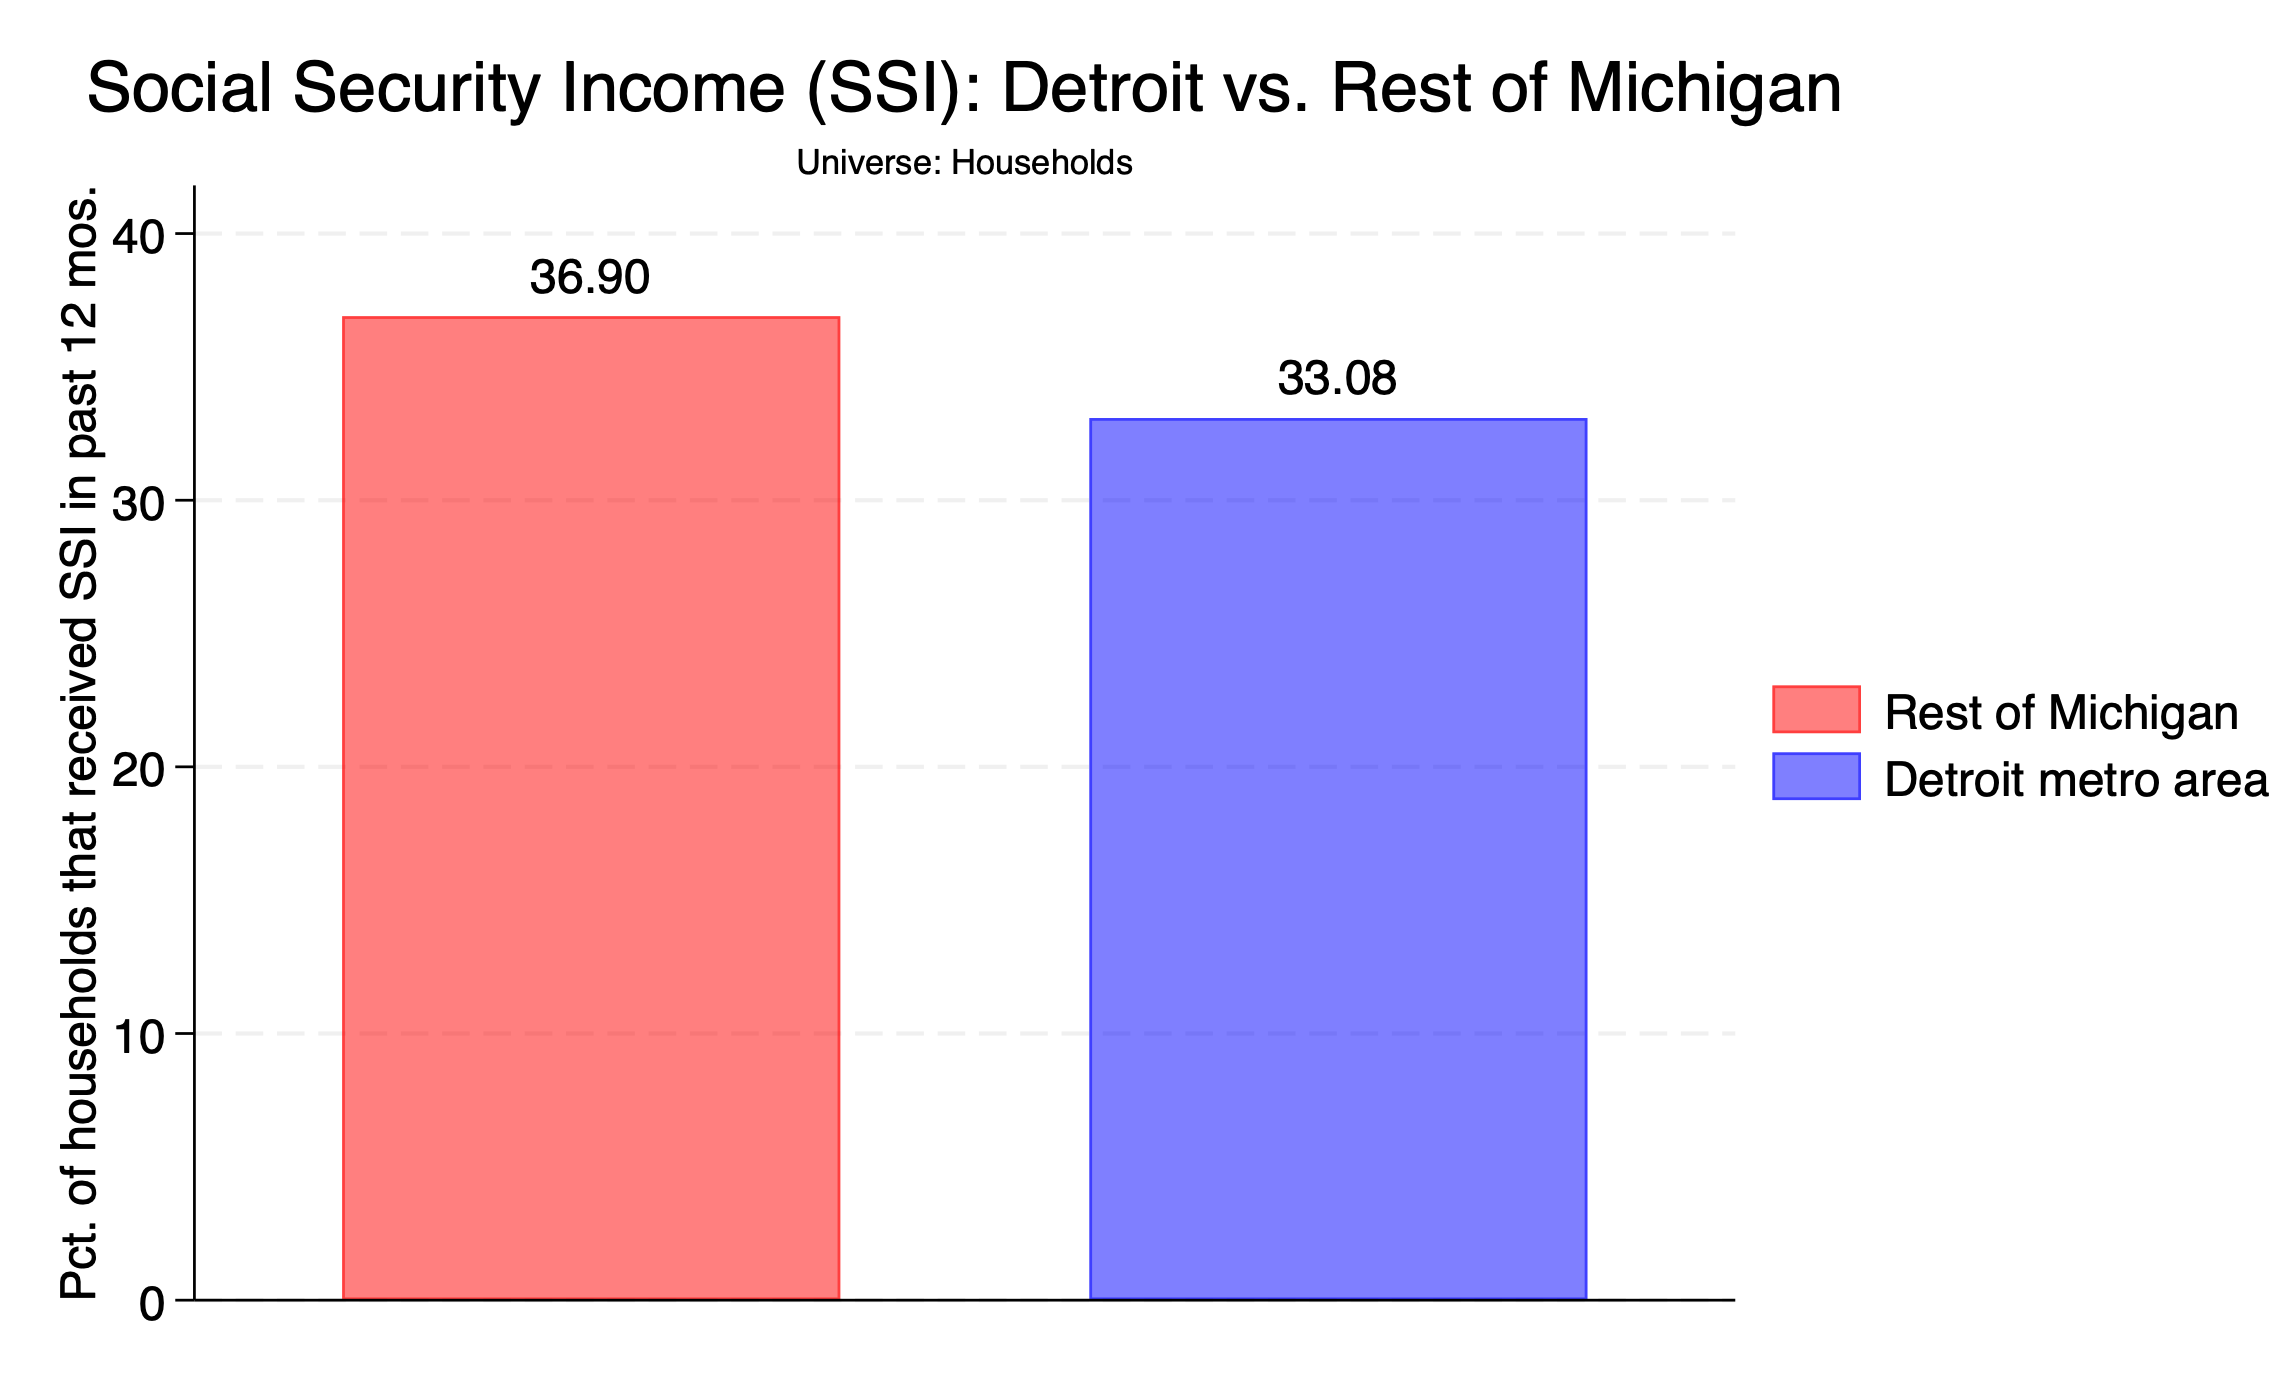 Social Security Income (SSI): Detroit vs. Rest of Michigan
Universe: Households
Pct. of households that received SSI in past 12 mos.
40
30
20
10
0
36.90
33.08
Rest of Michigan
Detroit metro area